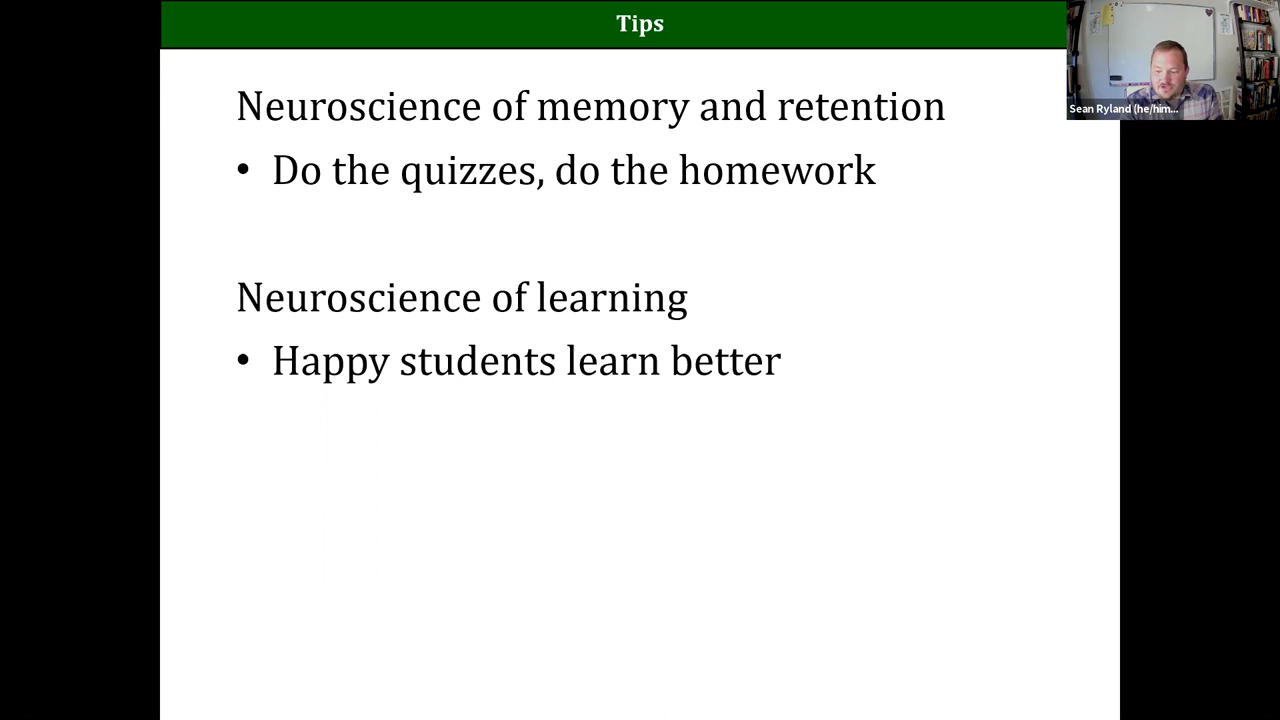 Tips
Sean Ryland (he/him...
Neuroscience of memory and retention
• Do the quizzes, do the homework
Neuroscience of learning
• Happy students learn better